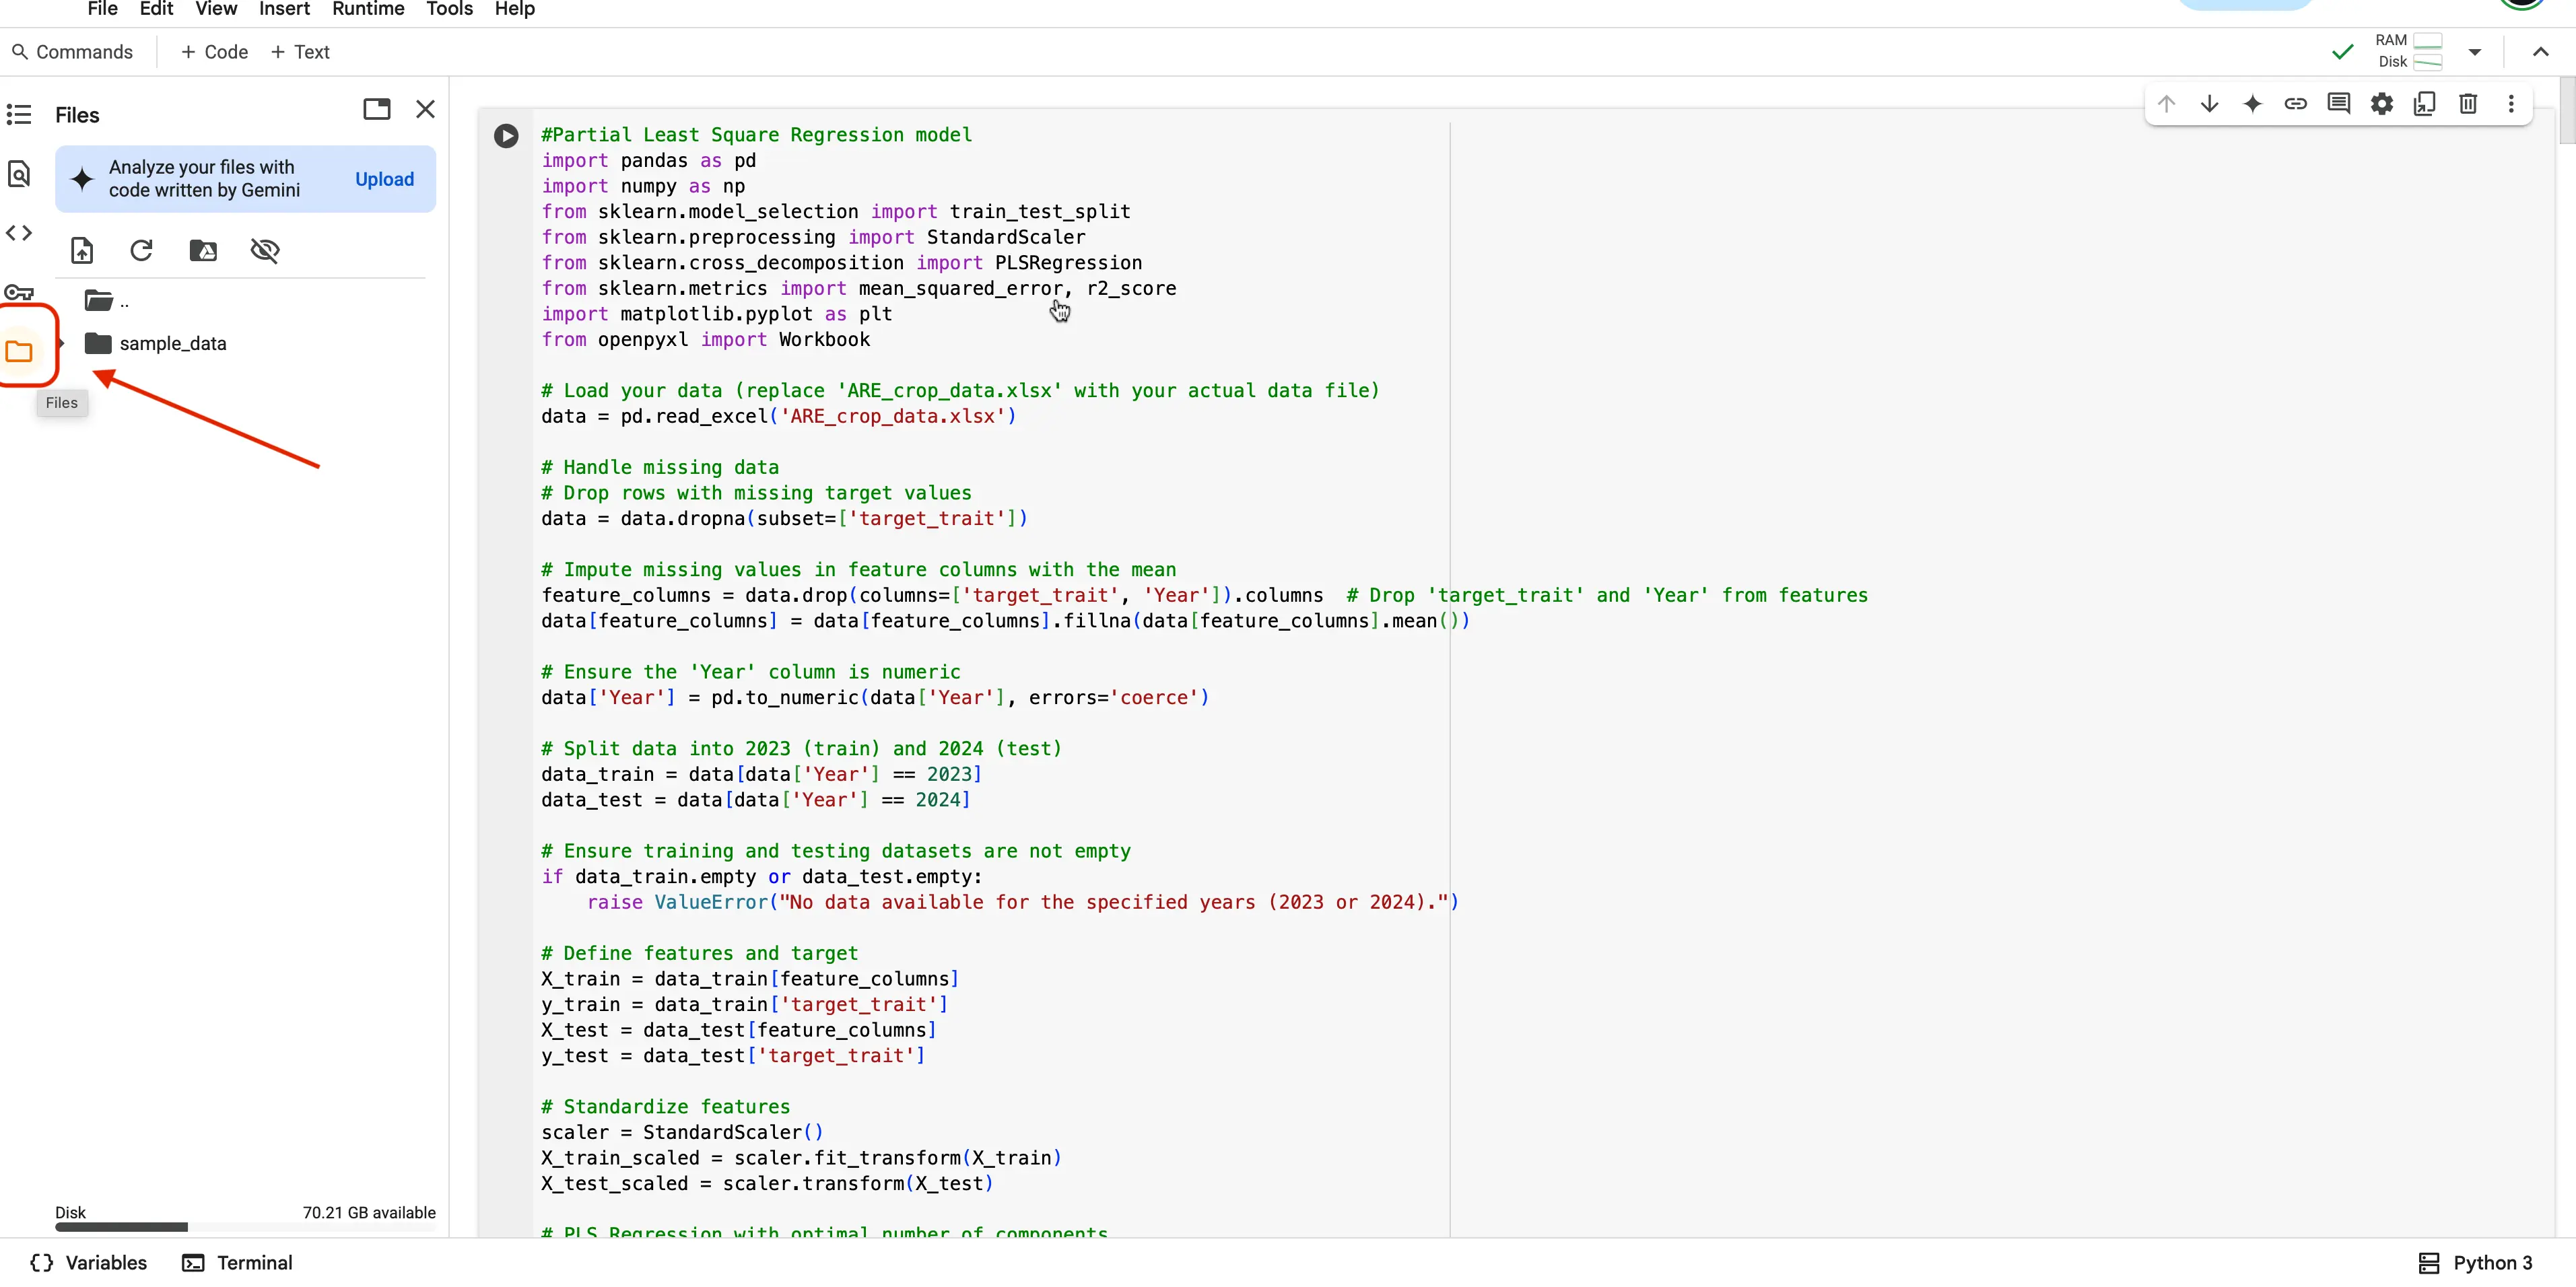 File Edit View Insert Runtime Tools Help
Commands + Code + Text
RAM
Disk
Files
Analyze your files with
code written by Gemini
Upload
..
sample_data
Files
Disk 70.21 GB available
#Partial Least Square Regression model
import pandas as pd
import numpy as np
from sklearn.model_selection import train_test_split
from sklearn.preprocessing import StandardScaler
from sklearn.cross_decomposition import PLSRegression
from sklearn.metrics import mean_squared_error, r2_score
import matplotlib.pyplot as plt
from openpyxl import Workbook
# Load your data (replace 'ARE_crop_data.xlsx' with your actual data file)
data = pd.read_excel('ARE_crop_data.xlsx')
# Handle missing data
# Drop rows with missing target values
data = data.dropna(subset=['target_trait'])
# Impute missing values in feature columns with the mean
feature_columns = data.drop(columns=['target_trait', 'Year']).columns  # Drop 'target_trait' and 'Year' from features
data[feature_columns] = data[feature_columns].fillna(data[feature_columns].mean())
# Ensure the 'Year' column is numeric
data['Year'] = pd.to_numeric(data['Year'], errors='coerce')
# Split data into 2023 (train) and 2024 (test)
data_train = data[data['Year'] == 2023]
data_test = data[data['Year'] == 2024]
# Ensure training and testing datasets are not empty
if data_train.empty or data_test.empty:
    raise ValueError("No data available for the specified years (2023 or 2024).")
# Define features and target
X_train = data_train[feature_columns]
y_train = data_train['target_trait']
X_test = data_test[feature_columns]
y_test = data_test['target_trait']
# Standardize features
scaler = StandardScaler()
X_train_scaled = scaler.fit_transform(X_train)
X_test_scaled = scaler.transform(X_test)
# PLS Regression with optimal number of components
Variables Terminal Python 3